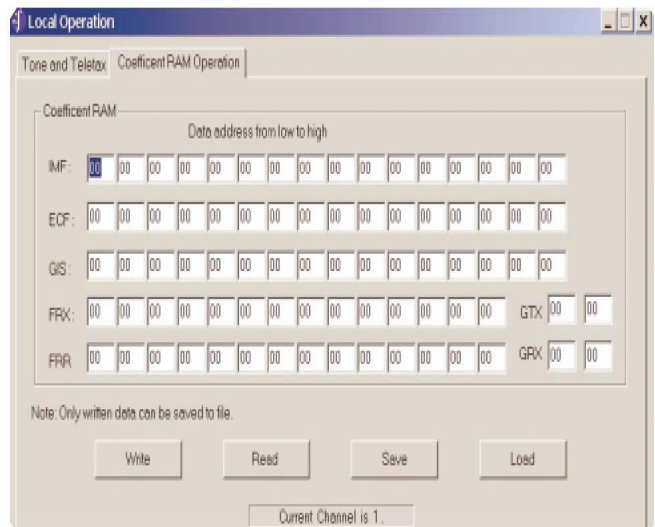 Local Operation
Tone and Teletax
Coefficent RAM Operation
Coefficent RAM
Data address from low to high
IMF : 00 00 00 00 00 00 00 00 00 00 00 00 00 00 00 00
ECF : 00 00 00 00 00 00 00 00 00 00 00 00 00 00 00 00
GIS : 00 00 00 00 00 00 00 00 00 00 00 00 00 00 00 00
FRX : 00 00 00 00 00 00 00 00 00 00 00 00 00 00 GTX 00 00
FRR 00 00 00 00 00 00 00 00 00 00 00 00 00 00 GRX 00 00
Note: Only written data can be saved to file.
Write Read Save Load
Current Channel is 1.